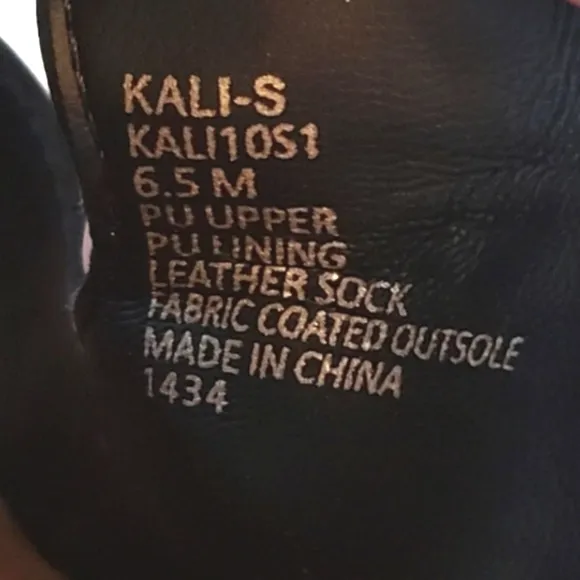 KALI-S
KALI10S1
6.5 M
PU UPPER
PU LINING
LEATHER SOCK
FABRIC COATED OUTSOLE
MADE IN CHINA
1434